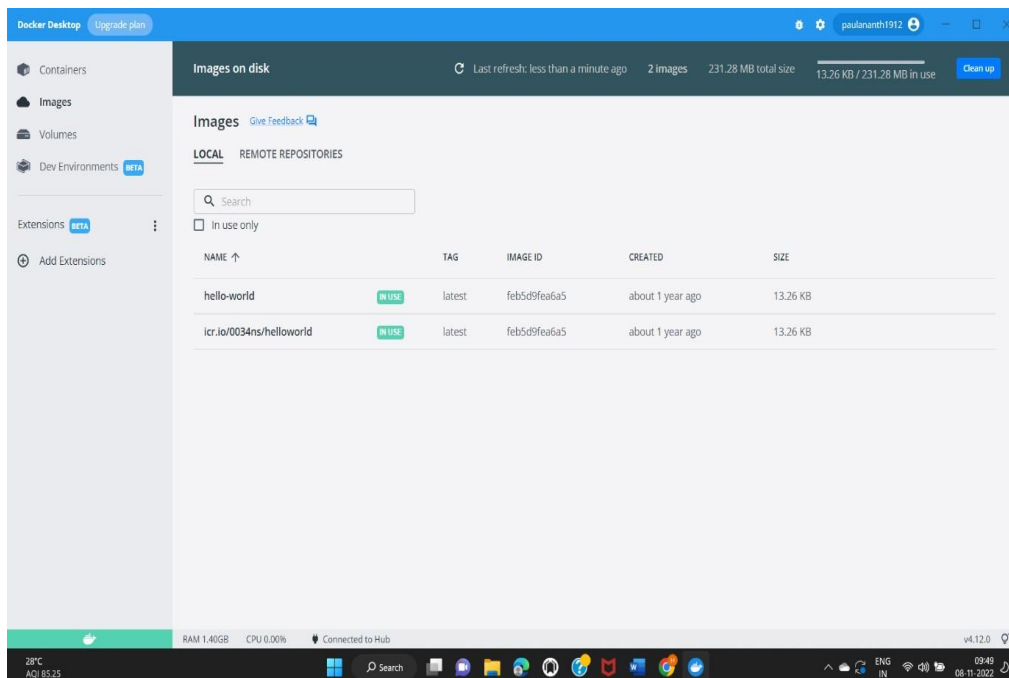 Docker Desktop Upgrade plan paulananth1912
Containers
Images
Volumes
Dev Environments BETA
Extensions BETA
Add Extensions
Images on disk Last refresh: less than a minute ago 2 images 231.28 MB total size 13.26 KB / 231.28 MB in use Clean up
Images Give Feedback
LOCAL REMOTE REPOSITORIES
Search
In use only
NAME TAG IMAGE ID CREATED SIZE
hello-world IN USE latest feb5d9fea6a5 about 1 year ago 13.26 KB
icr.io/0034ns/helloworld IN USE latest feb5d9fea6a5 about 1 year ago 13.26 KB
RAM 1.40GB CPU 0.00% Connected to Hub v4.12.0
28°C
AQI 85.25
Search
ENG
IN
09:49
08-11-2022